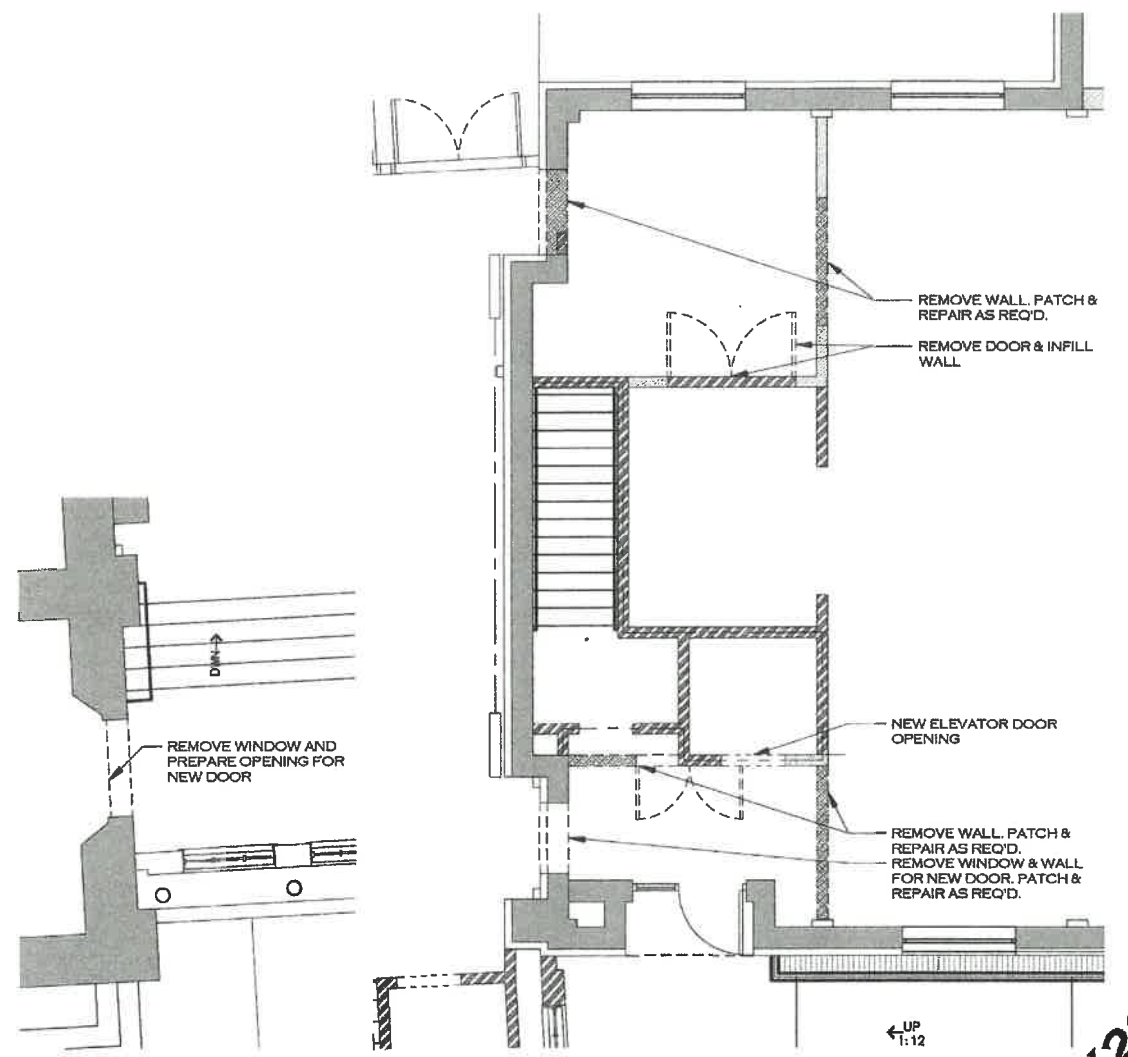 REMOVE WALL. PATCH &
REPAIR AS REQ'D.
REMOVE DOOR & INFILL
WALL
DWN
REMOVE WINDOW AND
PREPARE OPENING FOR
NEW DOOR
NEW ELEVATOR DOOR
OPENING
REMOVE WALL. PATCH &
REPAIR AS REQ'D.
REMOVE WINDOW & WALL
FOR NEW DOOR. PATCH &
REPAIR AS REQ'D.
UP
1:12